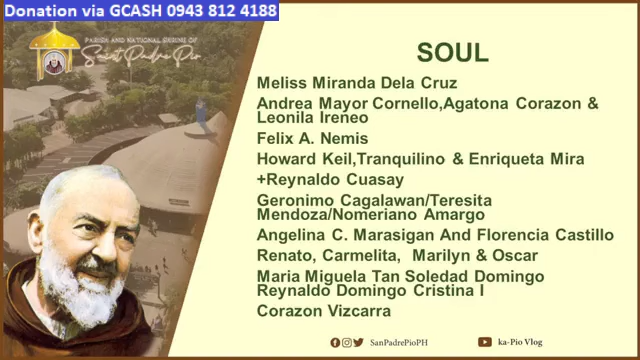 Donation via GCASH 0943 812 4188
PARISH AND NATIONAL SHRINE OF
Saint Padre Pio
SOUL
Meliss Miranda Dela Cruz
Andrea Mayor Cornello,Agatona Corazon &
Leonila Ireneo
Felix A. Nemis
Howard Keil,Tranquilino & Enriqueta Mira
+Reynaldo Cuasay
Geronimo Cagalawan/Teresita
Mendoza/Nomeriano Amargo
Angelina C. Marasigan And Florencia Castillo
Renato, Carmelita,  Marilyn & Oscar
Maria Miguela Tan Soledad Domingo
Reynaldo Domingo Cristina I
Corazon Vizcarra
SanPadrePioPH
ka-Pio Vlog